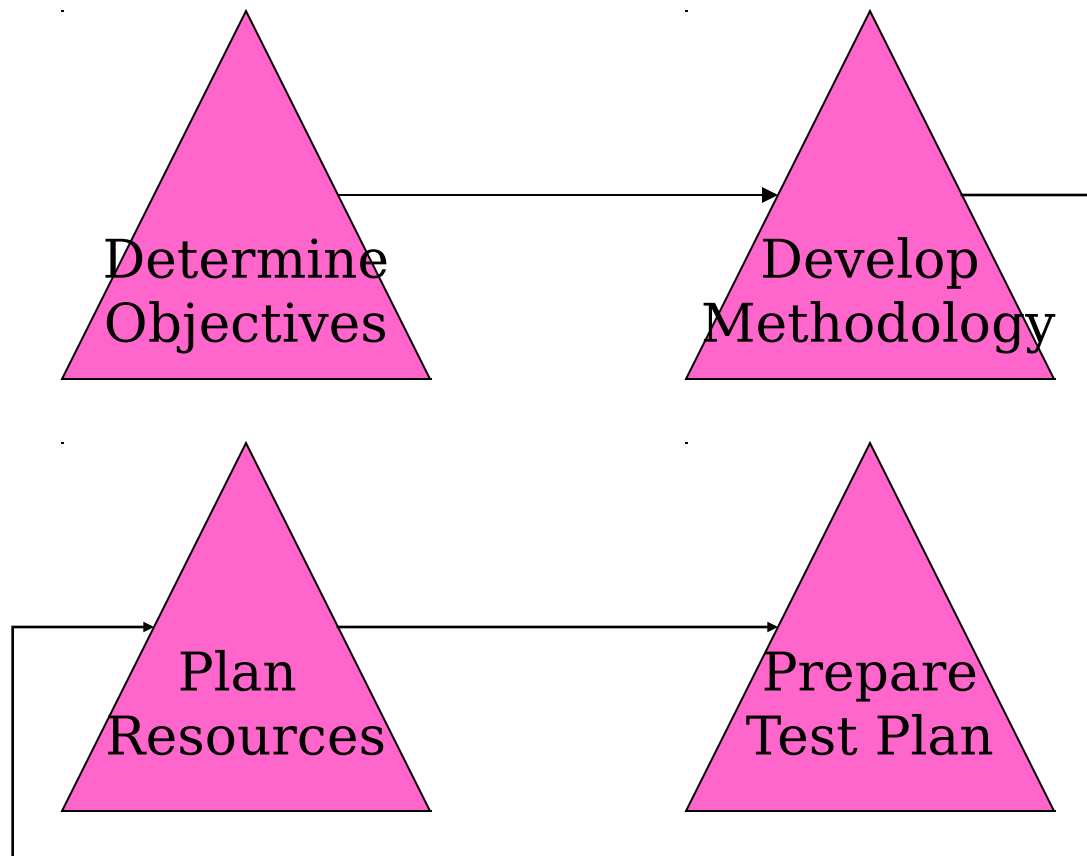 Determine
Objectives
Develop
Methodology
Plan
Resources
Prepare
Test Plan